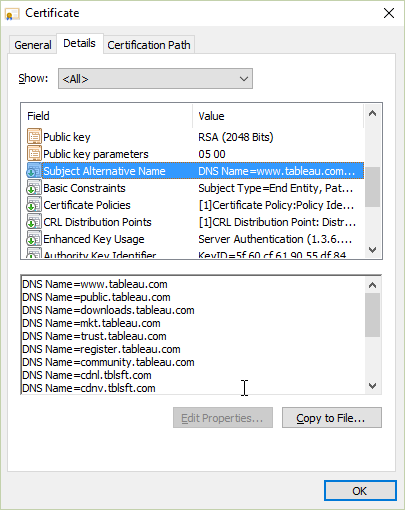 Certificate
General Details Certification Path
Show: <All>
Field Value
Public key RSA (2048 Bits)
Public key parameters 05 00
Subject Alternative Name DNS Name=www.tableau.com...
Basic Constraints Subject Type=End Entity, Pat...
Certificate Policies [1]Certificate Policy:Policy Ide...
CRL Distribution Points [1]CRL Distribution Point: Distr...
Enhanced Key Usage Server Authentication (1.3.6....
Authority Key Identifier KeyID=5f 60 cf 61 90 55 df 84
DNS Name=www.tableau.com
DNS Name=public.tableau.com
DNS Name=downloads.tableau.com
DNS Name=mkt.tableau.com
DNS Name=trust.tableau.com
DNS Name=register.tableau.com
DNS Name=community.tableau.com
DNS Name=cdnl.tblsft.com
DNS Name=cdnv.tblsft.com
Edit Properties... Copy to File...
OK